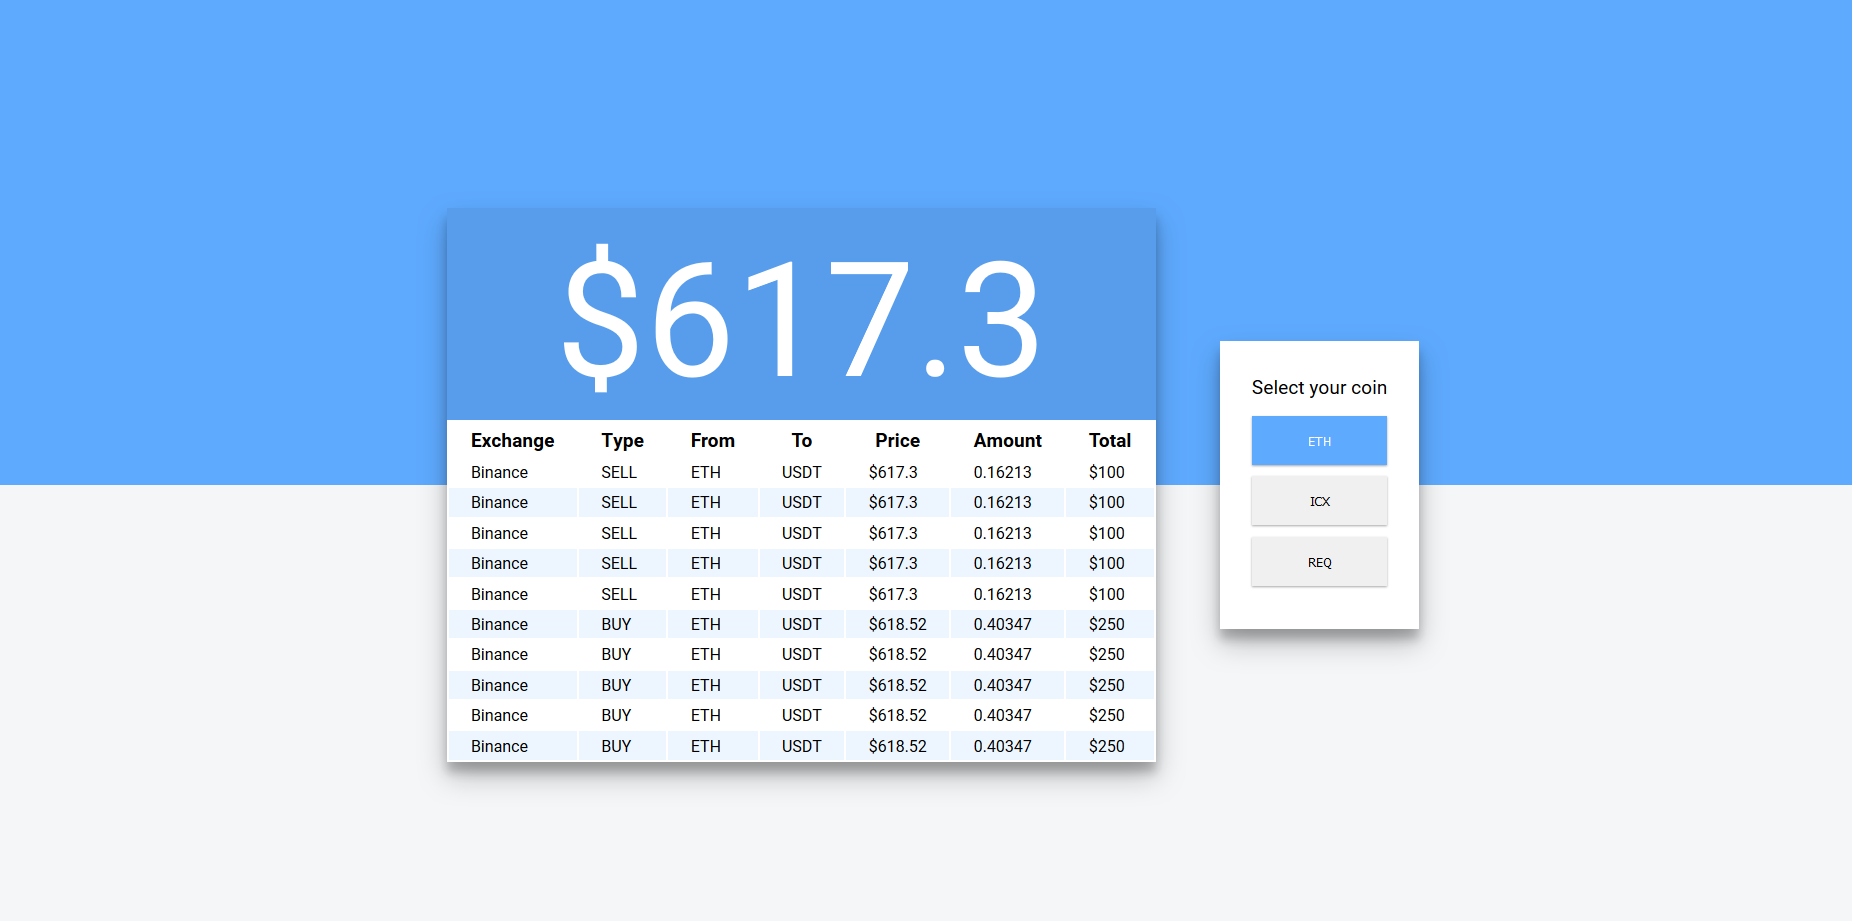 $617.3
Exchange Type From To Price Amount Total
Binance SELL ETH USDT $617.3 0.16213 $100
Binance SELL ETH USDT $617.3 0.16213 $100
Binance SELL ETH USDT $617.3 0.16213 $100
Binance SELL ETH USDT $617.3 0.16213 $100
Binance SELL ETH USDT $617.3 0.16213 $100
Binance BUY ETH USDT $618.52 0.40347 $250
Binance BUY ETH USDT $618.52 0.40347 $250
Binance BUY ETH USDT $618.52 0.40347 $250
Binance BUY ETH USDT $618.52 0.40347 $250
Binance BUY ETH USDT $618.52 0.40347 $250
Select your coin
ETH
ICX
REQ